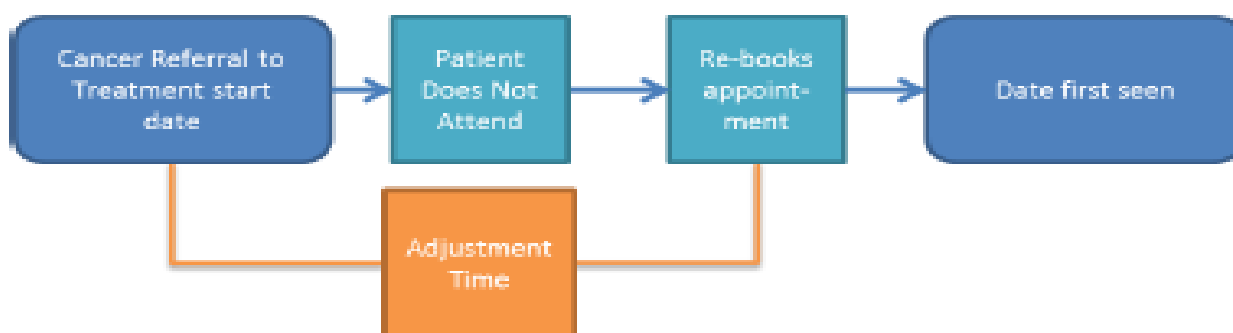 Cancer Referral to
Treatment start
date
Patient
Does Not
Attend
Re-books
appoint-
ment
Date first seen
Adjustment
Time